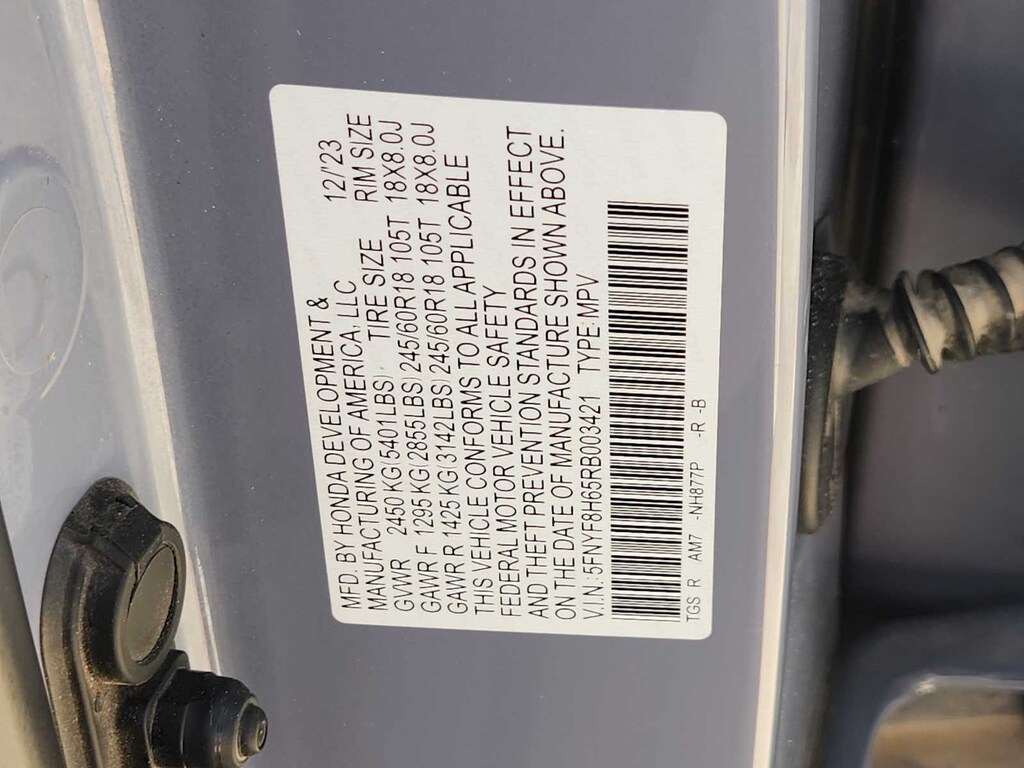 MFD. BY HONDA DEVELOPMENT &
MANUFACTURING OF AMERICA, LLC 12/'23
GVWR 2450 KG(5401LBS) TIRE SIZE RIM SIZE
GAWR F 1295 KG(2855LBS) 245/60R18 105T 18X8.0J
GAWR R 1425 KG(3142LBS) 245/60R18 105T 18X8.0J
THIS VEHICLE CONFORMS TO ALL APPLICABLE
FEDERAL MOTOR VEHICLE SAFETY
AND THEFT PREVENTION STANDARDS IN EFFECT
ON THE DATE OF MANUFACTURE SHOWN ABOVE.
V.I.N.:5FNYF8H65RB003421 TYPE:MPV
TGS R AM7 -NH877P -R -B